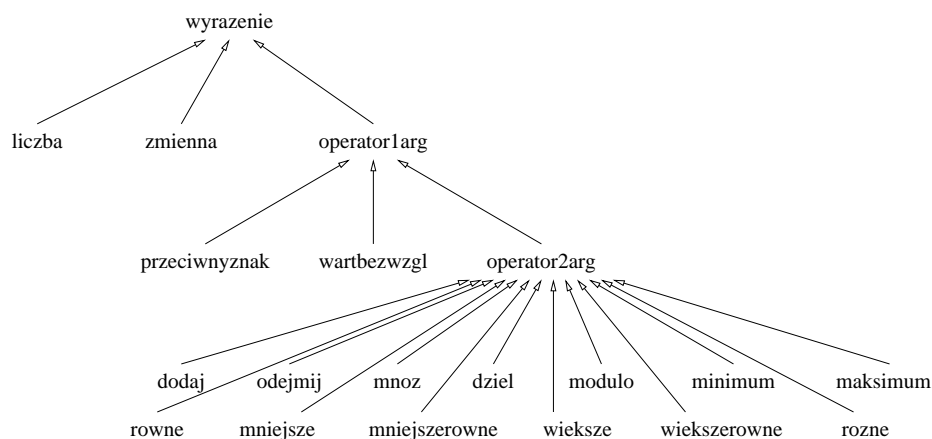 wyrazenie
liczba zmienna operator1arg
przeciwnyznak wartbezwzgl operator2arg
dodaj odejmij mnoz dziel modulo minimum maksimum
rowne mniejsze mniejszerowne wieksze wiekszerowne rozne